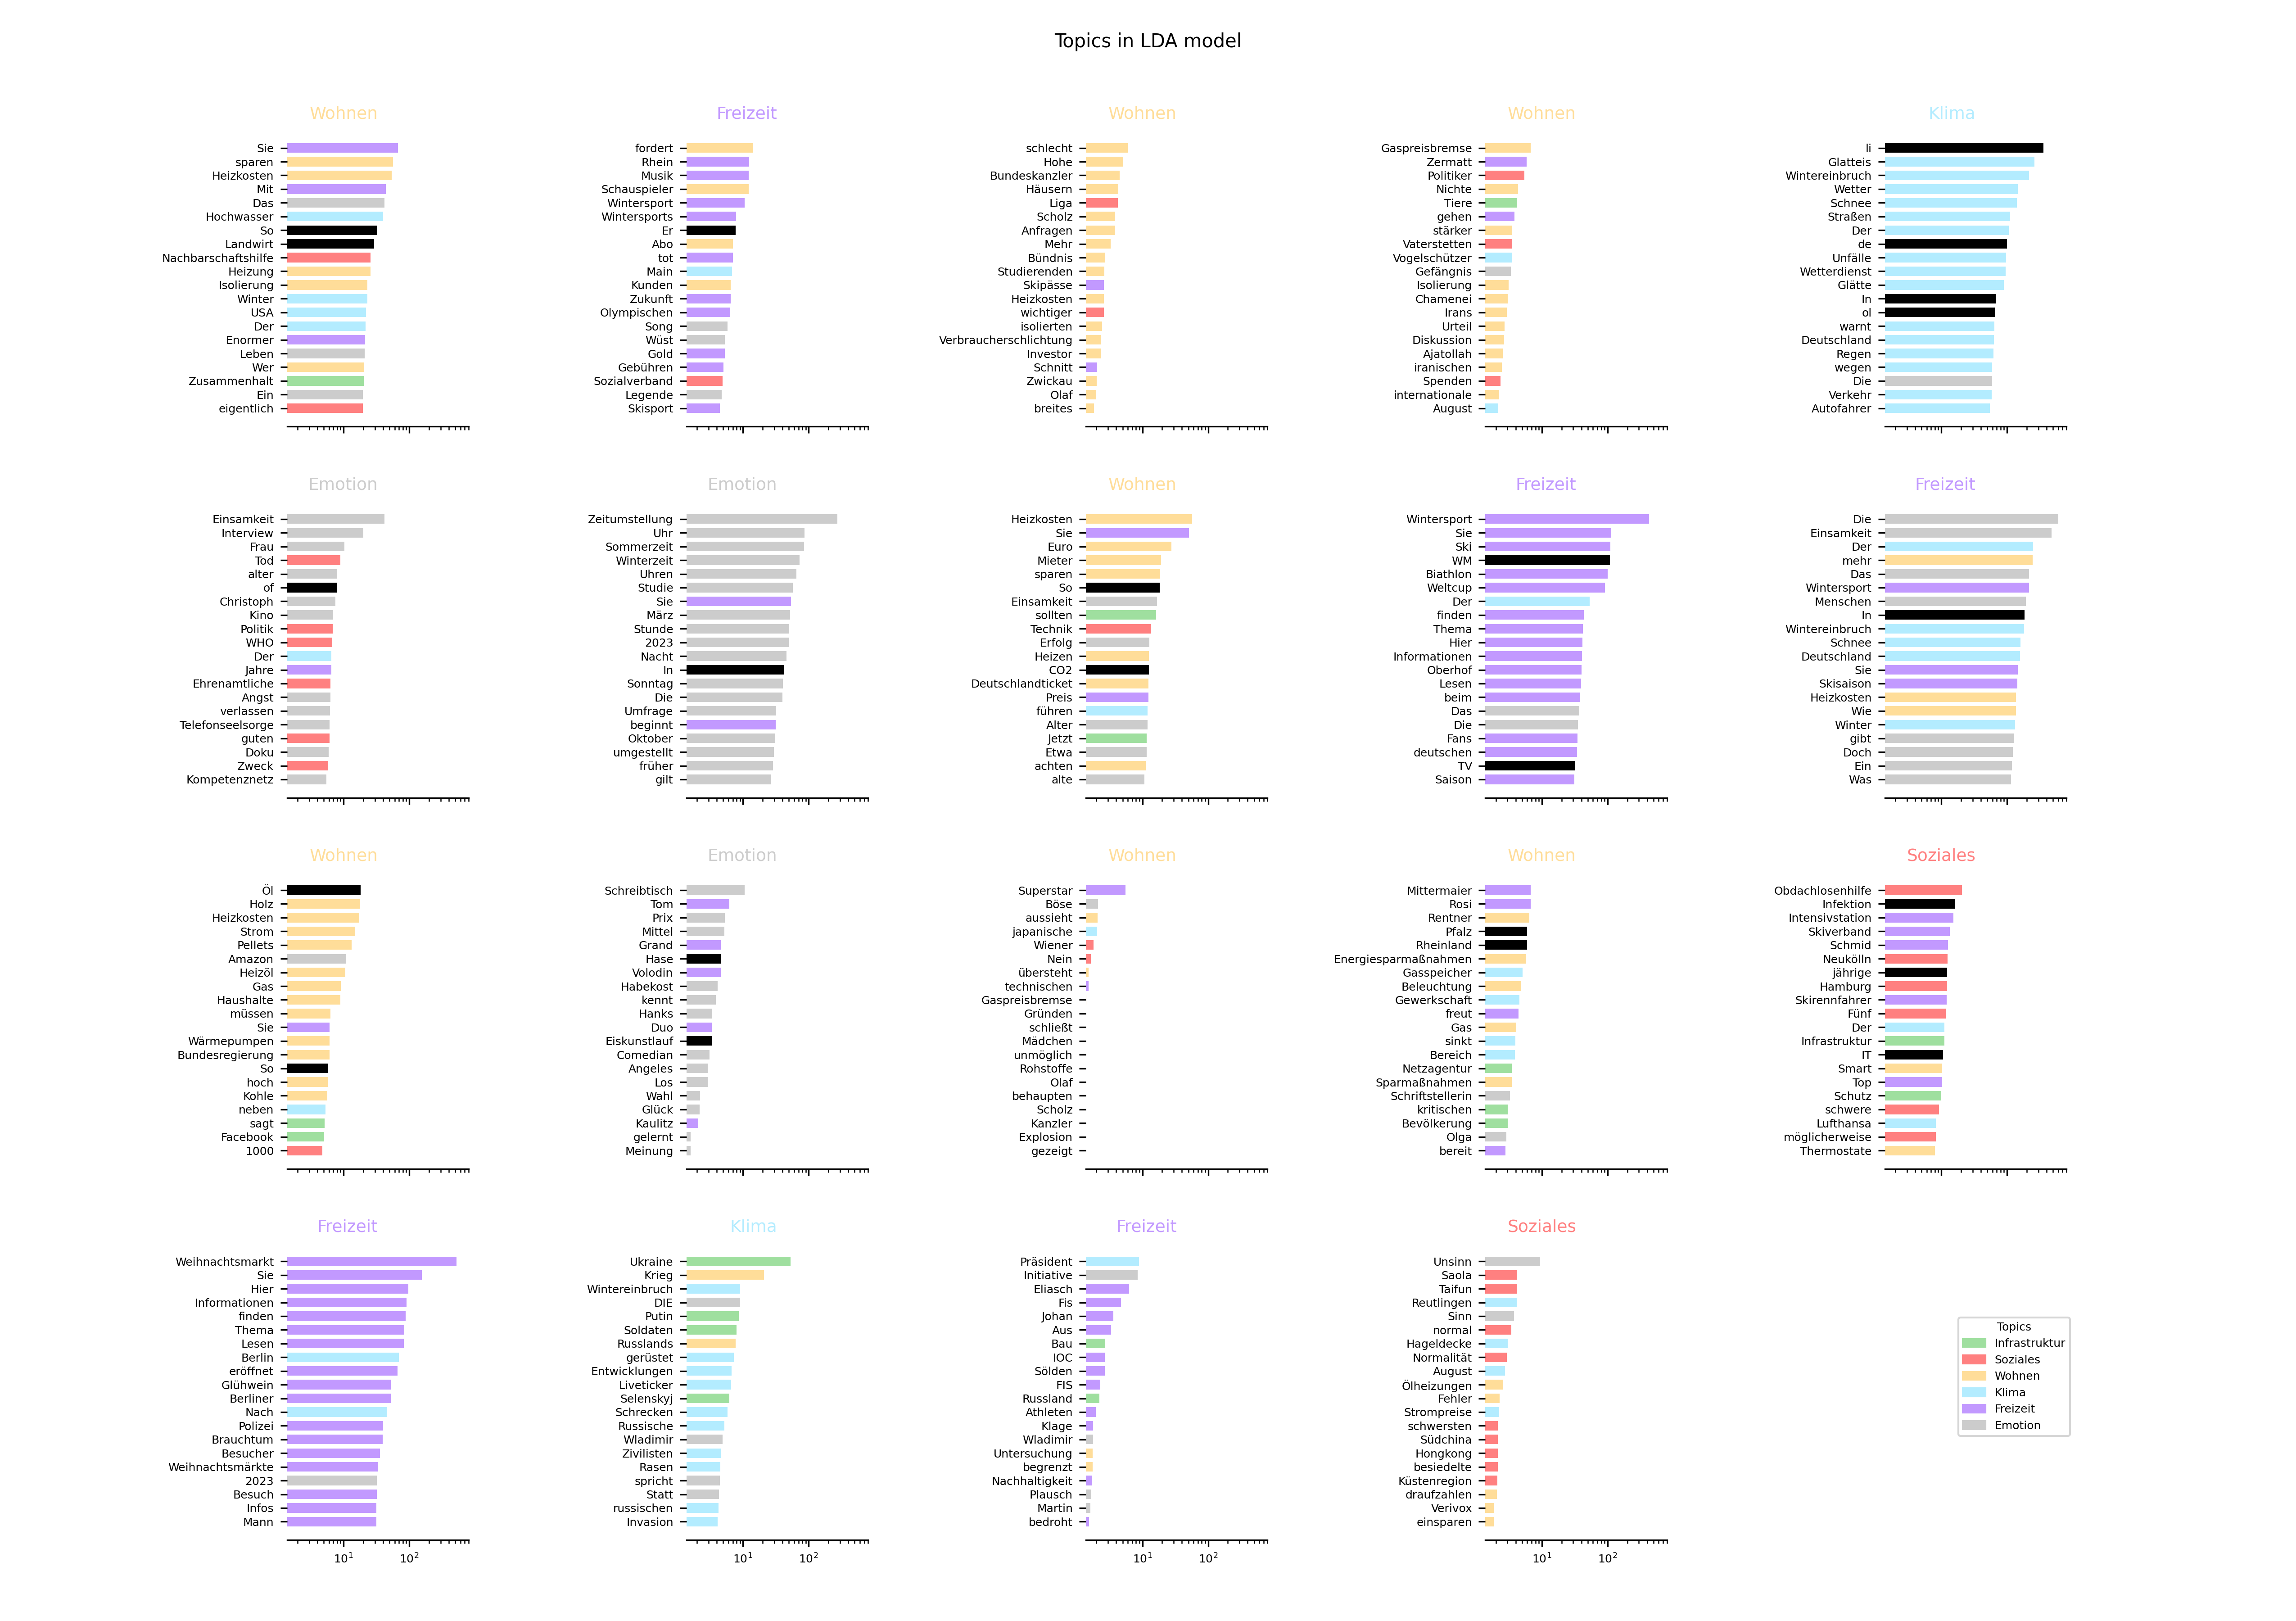 Topics in LDA model
Wohnen
Sie
sparen
Heizkosten
Mit
Das
Hochwasser
So
Landwirt
Nachbarschaftshilfe
Heizung
Isolierung
Winter
USA
Der
Enormer
Leben
Wer
Zusammenhalt
Ein
eigentlich
Freizeit
fordert
Rhein
Musik
Schauspieler
Wintersport
Wintersports
Er
Abo
tot
Main
Kunden
Zukunft
Olympischen
Song
Wüst
Gold
Gebühren
Sozialverband
Legende
Skisport
Wohnen
schlecht
Hohe
Bundeskanzler
Häusern
Liga
Scholz
Anfragen
Mehr
Bündnis
Studierenden
Skipässe
Heizkosten
wichtiger
isolierten
Verbraucherschlichtung
Investor
Schnitt
Zwickau
Olaf
breites
Wohnen
Gaspreisbremse
Zermatt
Politiker
Nichte
Tiere
gehen
stärker
Vaterstetten
Vogelschützer
Gefängnis
Isolierung
Chamenei
Irans
Urteil
Diskussion
Ajatollah
iranischen
Spenden
internationale
August
Klima
li
Glatteis
Wintereinbruch
Wetter
Schnee
Straßen
Der
de
Unfälle
Wetterdienst
Glätte
In
ol
warnt
Deutschland
Regen
wegen
Die
Verkehr
Autofahrer
Emotion
Einsamkeit
Interview
Frau
Tod
alter
of
Christoph
Kino
Politik
WHO
Der
Jahre
Ehrenamtliche
Angst
verlassen
Telefonseelsorge
guten
Doku
Zweck
Kompetenznetz
Emotion
Zeitumstellung
Uhr
Sommerzeit
Winterzeit
Uhren
Studie
Sie
März
Stunde
2023
Nacht
In
Sonntag
Die
Umfrage
beginnt
Oktober
umgestellt
früher
gilt
Wohnen
Heizkosten
Sie
Euro
Mieter
sparen
So
Einsamkeit
sollten
Technik
Erfolg
Heizen
CO2
Deutschlandticket
Preis
führen
Alter
Jetzt
Etwa
achten
alte
Freizeit
Wintersport
Sie
Ski
WM
Biathlon
Weltcup
Der
finden
Thema
Hier
Informationen
Oberhof
Lesen
beim
Das
Die
Fans
deutschen
TV
Saison
Freizeit
Die
Einsamkeit
Der
mehr
Das
Wintersport
Menschen
In
Wintereinbruch
Schnee
Deutschland
Sie
Skisaison
Heizkosten
Wie
Winter
gibt
Doch
Ein
Was
Wohnen
Öl
Holz
Heizkosten
Strom
Pellets
Amazon
Heizöl
Gas
Haushalte
müssen
Sie
Wärmepumpen
Bundesregierung
So
hoch
Kohle
neben
sagt
Facebook
1000
Emotion
Schreibtisch
Tom
Prix
Mittel
Grand
Hase
Volodin
Habekost
kennt
Hanks
Duo
Eiskunstlauf
Comedian
Angeles
Los
Wahl
Glück
Kaulitz
gelernt
Meinung
Wohnen
Superstar
Böse
aussieht
japanische
Wiener
Nein
übersteht
technischen
Gaspreisbremse
Gründen
schließt
Mädchen
unmöglich
Rohstoffe
Olaf
behaupten
Scholz
Kanzler
Explosion
gezeigt
Wohnen
Mittermaier
Rosi
Rentner
Pfalz
Rheinland
Energiesparmaßnahmen
Gasspeicher
Beleuchtung
Gewerkschaft
freut
Gas
sinkt
Bereich
Netzagentur
Sparmaßnahmen
Schriftstellerin
kritischen
Bevölkerung
Olga
bereit
Soziales
Obdachlosenhilfe
Infektion
Intensivstation
Skiverband
Schmid
Neukölln
jährige
Hamburg
Skirennfahrer
Fünf
Der
Infrastruktur
IT
Smart
Top
Schutz
schwere
Lufthansa
möglicherweise
Thermostate
Freizeit
Weihnachtsmarkt
Sie
Hier
Informationen
finden
Thema
Lesen
Berlin
eröffnet
Glühwein
Berliner
Nach
Polizei
Brauchtum
Besucher
Weihnachtsmärkte
2023
Besuch
Infos
Mann
10¹ 10²
Klima
Ukraine
Krieg
Wintereinbruch
DIE
Putin
Soldaten
Russlands
gerüstet
Entwicklungen
Liveticker
Selenskyj
Schrecken
Russische
Wladimir
Zivilisten
Rasen
spricht
Statt
russischen
Invasion
10¹ 10²
Freizeit
Präsident
Initiative
Eliasch
Fis
Johan
Aus
Bau
IOC
Sölden
FIS
Russland
Athleten
Klage
Wladimir
Untersuchung
begrenzt
Nachhaltigkeit
Plausch
Martin
bedroht
10¹ 10²
Soziales
Unsinn
Saola
Taifun
Reutlingen
Sinn
normal
Hageldecke
Normalität
August
Ölheizungen
Fehler
Strompreise
schwersten
Südchina
Hongkong
besiedelte
Küstenregion
draufzahlen
Verivox
einsparen
10¹ 10²
Topics
Infrastruktur
Soziales
Wohnen
Klima
Freizeit
Emotion